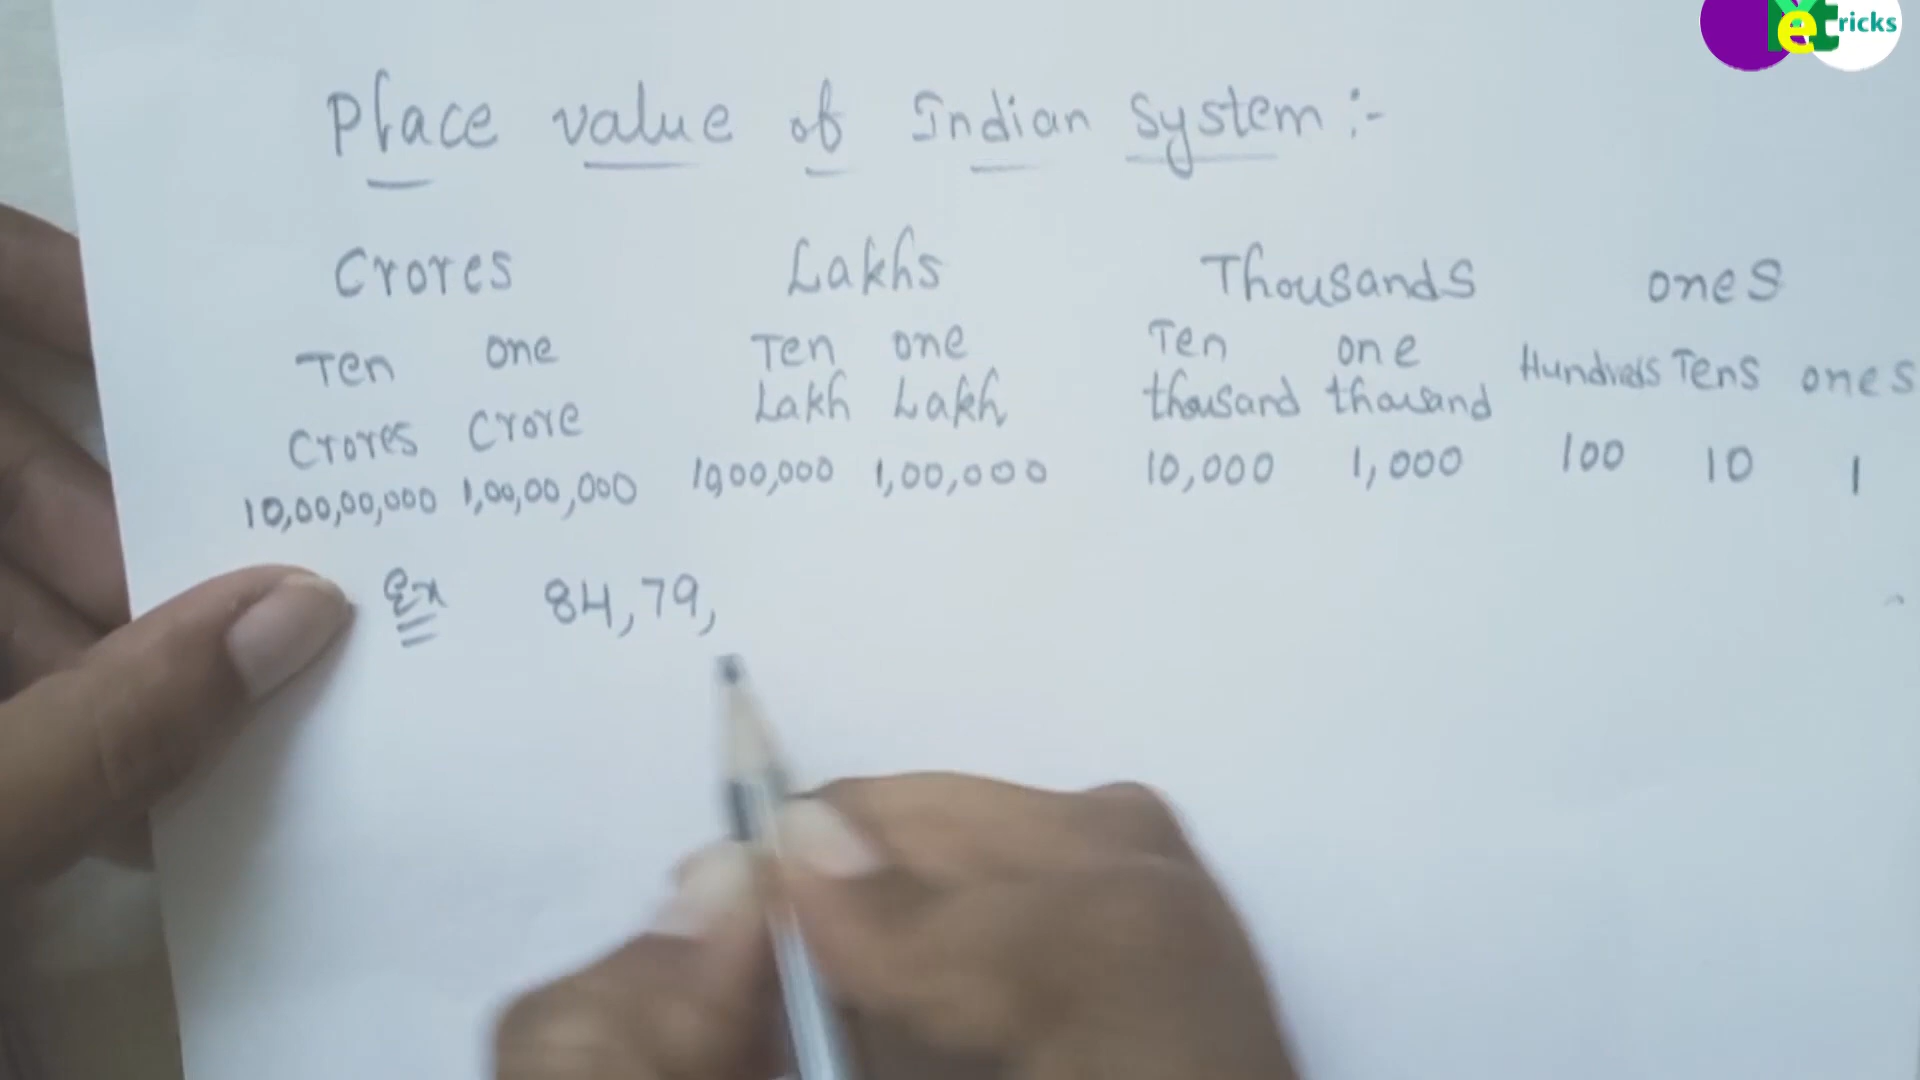 Yetricks
Place value of Indian System :-
Crores Lakhs Thousands ones
Ten one Ten one Ten one Hundreds Tens ones
Crores Crore Lakh Lakh thousand thousand
10,00,00,000 1,00,00,000 10,00,000 1,00,000 10,000 1,000 100 10 1
Ex 84,79,